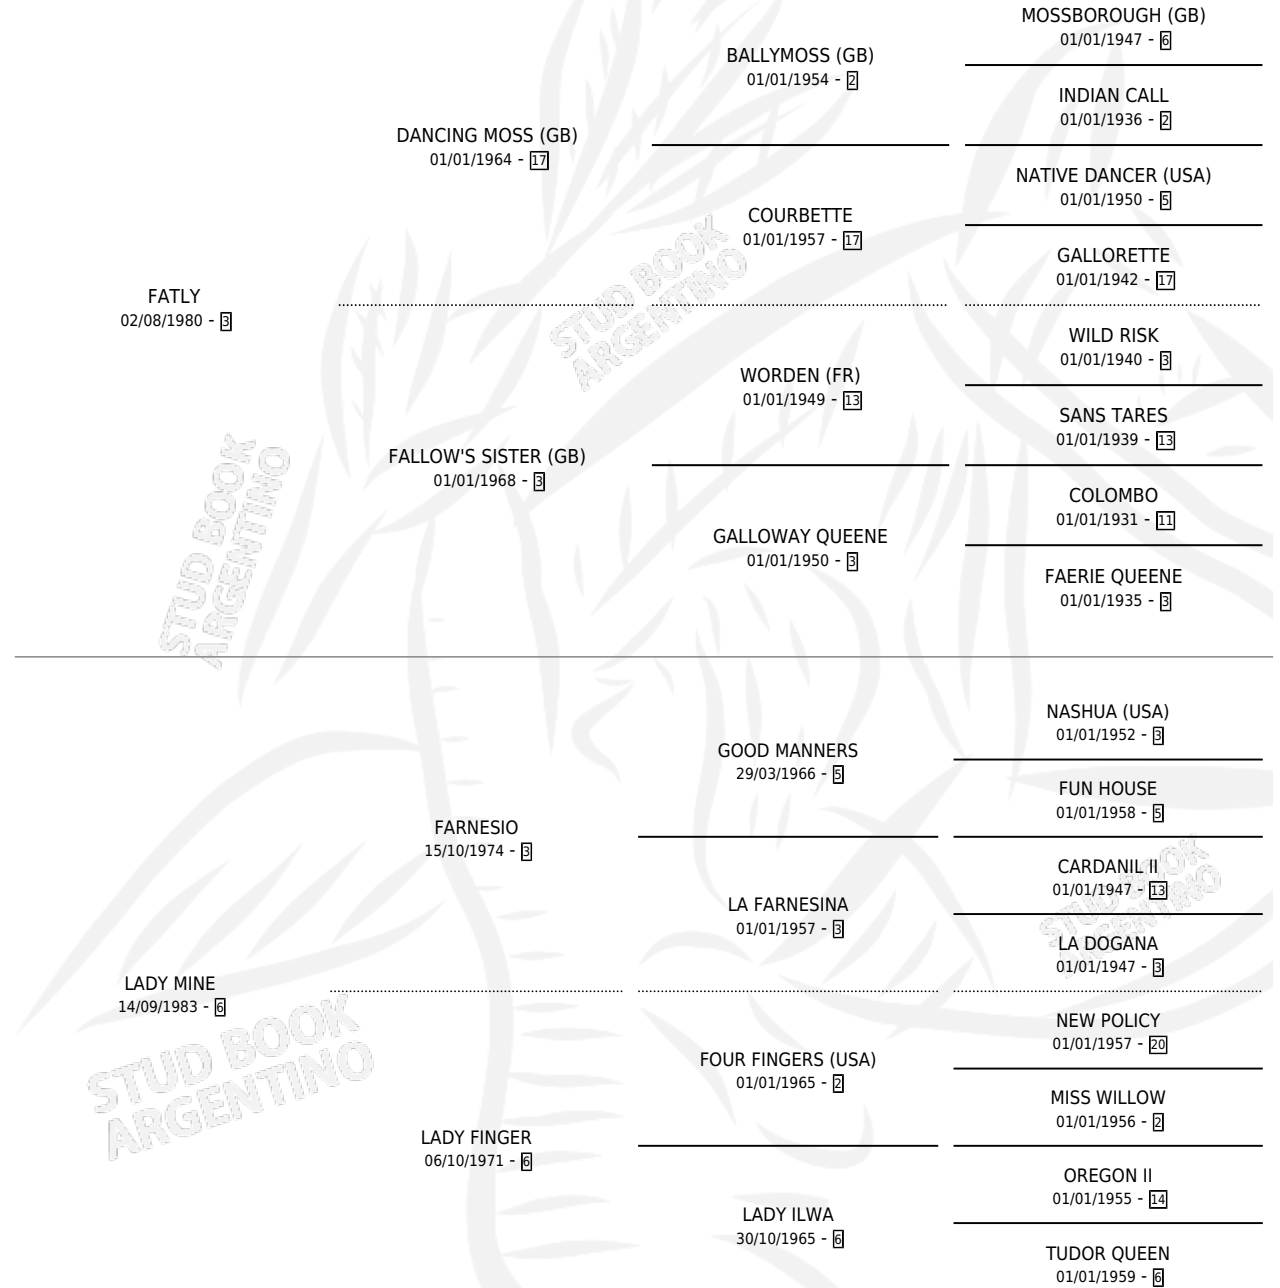 MOSSBOROUGH (GB)
01/01/1947 - 6
BALLYMOSS (GB)
01/01/1954 - 2
INDIAN CALL
01/01/1936 - 2
DANCING MOSS (GB)
01/01/1964 - 17
NATIVE DANCER (USA)
01/01/1950 - 5
COURBETTE
01/01/1957 - 17
GALLORETTE
01/01/1942 - 17
FATLY
02/08/1980 - 3
STUD BOOK
ARGENTINO
WILD RISK
01/01/1940 - 3
WORDEN (FR)
01/01/1949 - 13
SANS TARES
01/01/1939 - 13
FALLOW'S SISTER (GB)
01/01/1968 - 3
COLOMBO
01/01/1931 - 11
GALLOWAY QUEENE
01/01/1950 - 3
FAERIE QUEENE
01/01/1935 - 3
STUD BOOK
ARGENTINO
NASHUA (USA)
01/01/1952 - 3
GOOD MANNERS
29/03/1966 - 5
FUN HOUSE
01/01/1958 - 5
FARNESIO
15/10/1974 - 3
CARDANIL II
01/01/1947 - 13
LA FARNESINA
01/01/1957 - 3
STUD BOOK
ARGENTINO
LA DOGANA
01/01/1947 - 3
LADY MINE
14/09/1983 - 6
NEW POLICY
01/01/1957 - 20
FOUR FINGERS (USA)
01/01/1965 - 2
STUD BOOK
ARGENTINO
MISS WILLOW
01/01/1956 - 2
LADY FINGER
06/10/1971 - 6
OREGON II
01/01/1955 - 14
LADY ILWA
30/10/1965 - 6
TUDOR QUEEN
01/01/1959 - 6